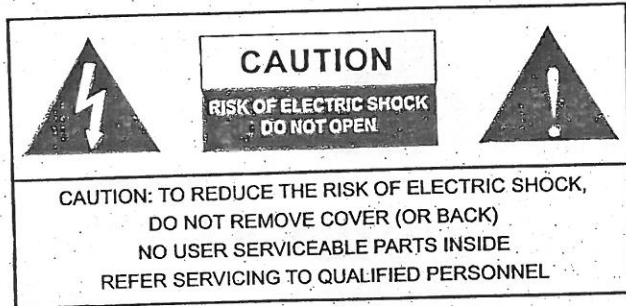 CAUTION
RISK OF ELECTRIC SHOCK
DO NOT OPEN
CAUTION: TO REDUCE THE RISK OF ELECTRIC SHOCK,
DO NOT REMOVE COVER (OR BACK)
NO USER SERVICEABLE PARTS INSIDE
REFER SERVICING TO QUALIFIED PERSONNEL